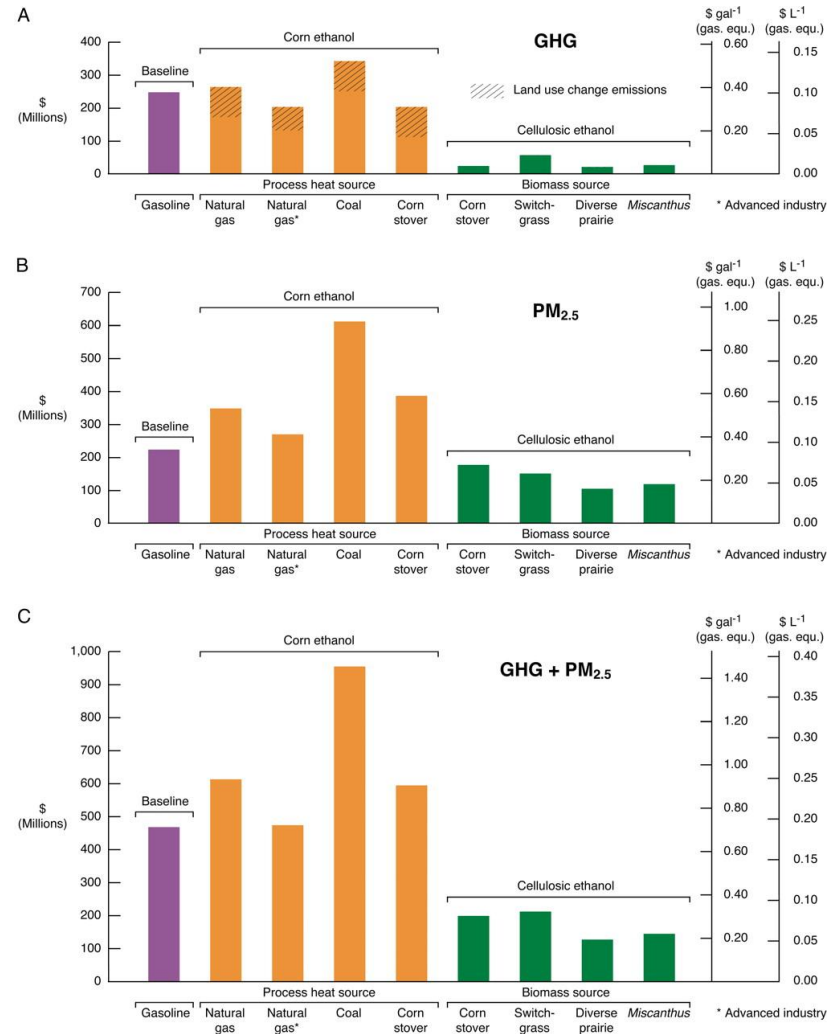 A
GHG
Corn ethanol
Baseline
Land use change emissions
Cellulosic ethanol
$
(Millions)
400
300
200
100
0
$ gal-1
(gas. equ.)
0.60
0.40
0.20
$ L-1
(gas. equ.)
0.15
0.10
0.05
0.00
Process heat source
Biomass source
Gasoline
Natural
gas
Natural
gas*
Coal
Corn
stover
Corn
stover
Switch-
grass
Diverse
prairie
Miscanthus
* Advanced industry
B
PM2.5
Corn ethanol
Baseline
Cellulosic ethanol
$
(Millions)
700
600
500
400
300
200
100
0
$ gal-1
(gas. equ.)
1.00
0.80
0.60
0.40
0.20
$ L-1
(gas. equ.)
0.25
0.20
0.15
0.10
0.05
0.00
Process heat source
Biomass source
Gasoline
Natural
gas
Natural
gas*
Coal
Corn
stover
Corn
stover
Switch-
grass
Diverse
prairie
Miscanthus
* Advanced industry
C
GHG + PM2.5
Corn ethanol
Baseline
Cellulosic ethanol
$
(Millions)
1,000
900
800
700
600
500
400
300
200
100
0
$ gal-1
(gas. equ.)
1.40
1.20
1.00
0.80
0.60
0.40
0.20
$ L-1
(gas. equ.)
0.40
0.35
0.30
0.25
0.20
0.15
0.10
0.05
0.00
Process heat source
Biomass source
Gasoline
Natural
gas
Natural
gas*
Coal
Corn
stover
Corn
stover
Switch-
grass
Diverse
prairie
Miscanthus
* Advanced industry